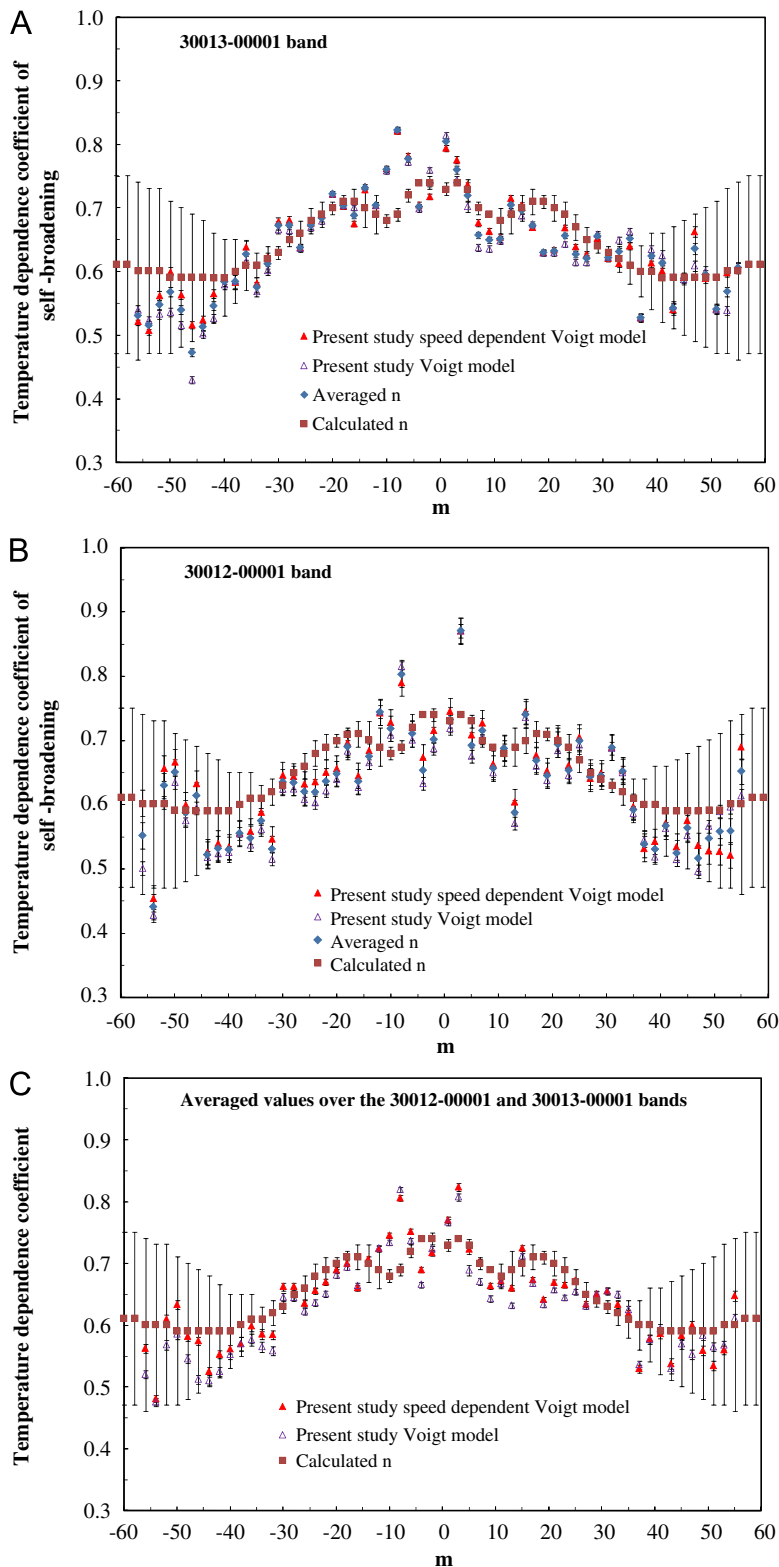 A
1.0
30013-00001 band
0.9
0.8
0.7
0.6
0.5
0.4
0.3
Temperature dependence coefficient of
self -broadening
Present study speed dependent Voigt model
Present study Voigt model
Averaged n
Calculated n
-60 -50 -40 -30 -20 -10 0 10 20 30 40 50 60
m
B
1.0
30012-00001 band
0.9
0.8
0.7
0.6
0.5
0.4
0.3
Temperature dependence coefficient of
self -broadening
Present study speed dependent Voigt model
Present study Voigt model
Averaged n
Calculated n
-60 -50 -40 -30 -20 -10 0 10 20 30 40 50 60
m
C
1.0
Averaged values over the 30012-00001 and 30013-00001 bands
0.9
0.8
0.7
0.6
0.5
0.4
0.3
Temperature dependence coefficient
Present study speed dependent Voigt model
Present study Voigt model
Calculated n
-60 -50 -40 -30 -20 -10 0 10 20 30 40 50 60
m